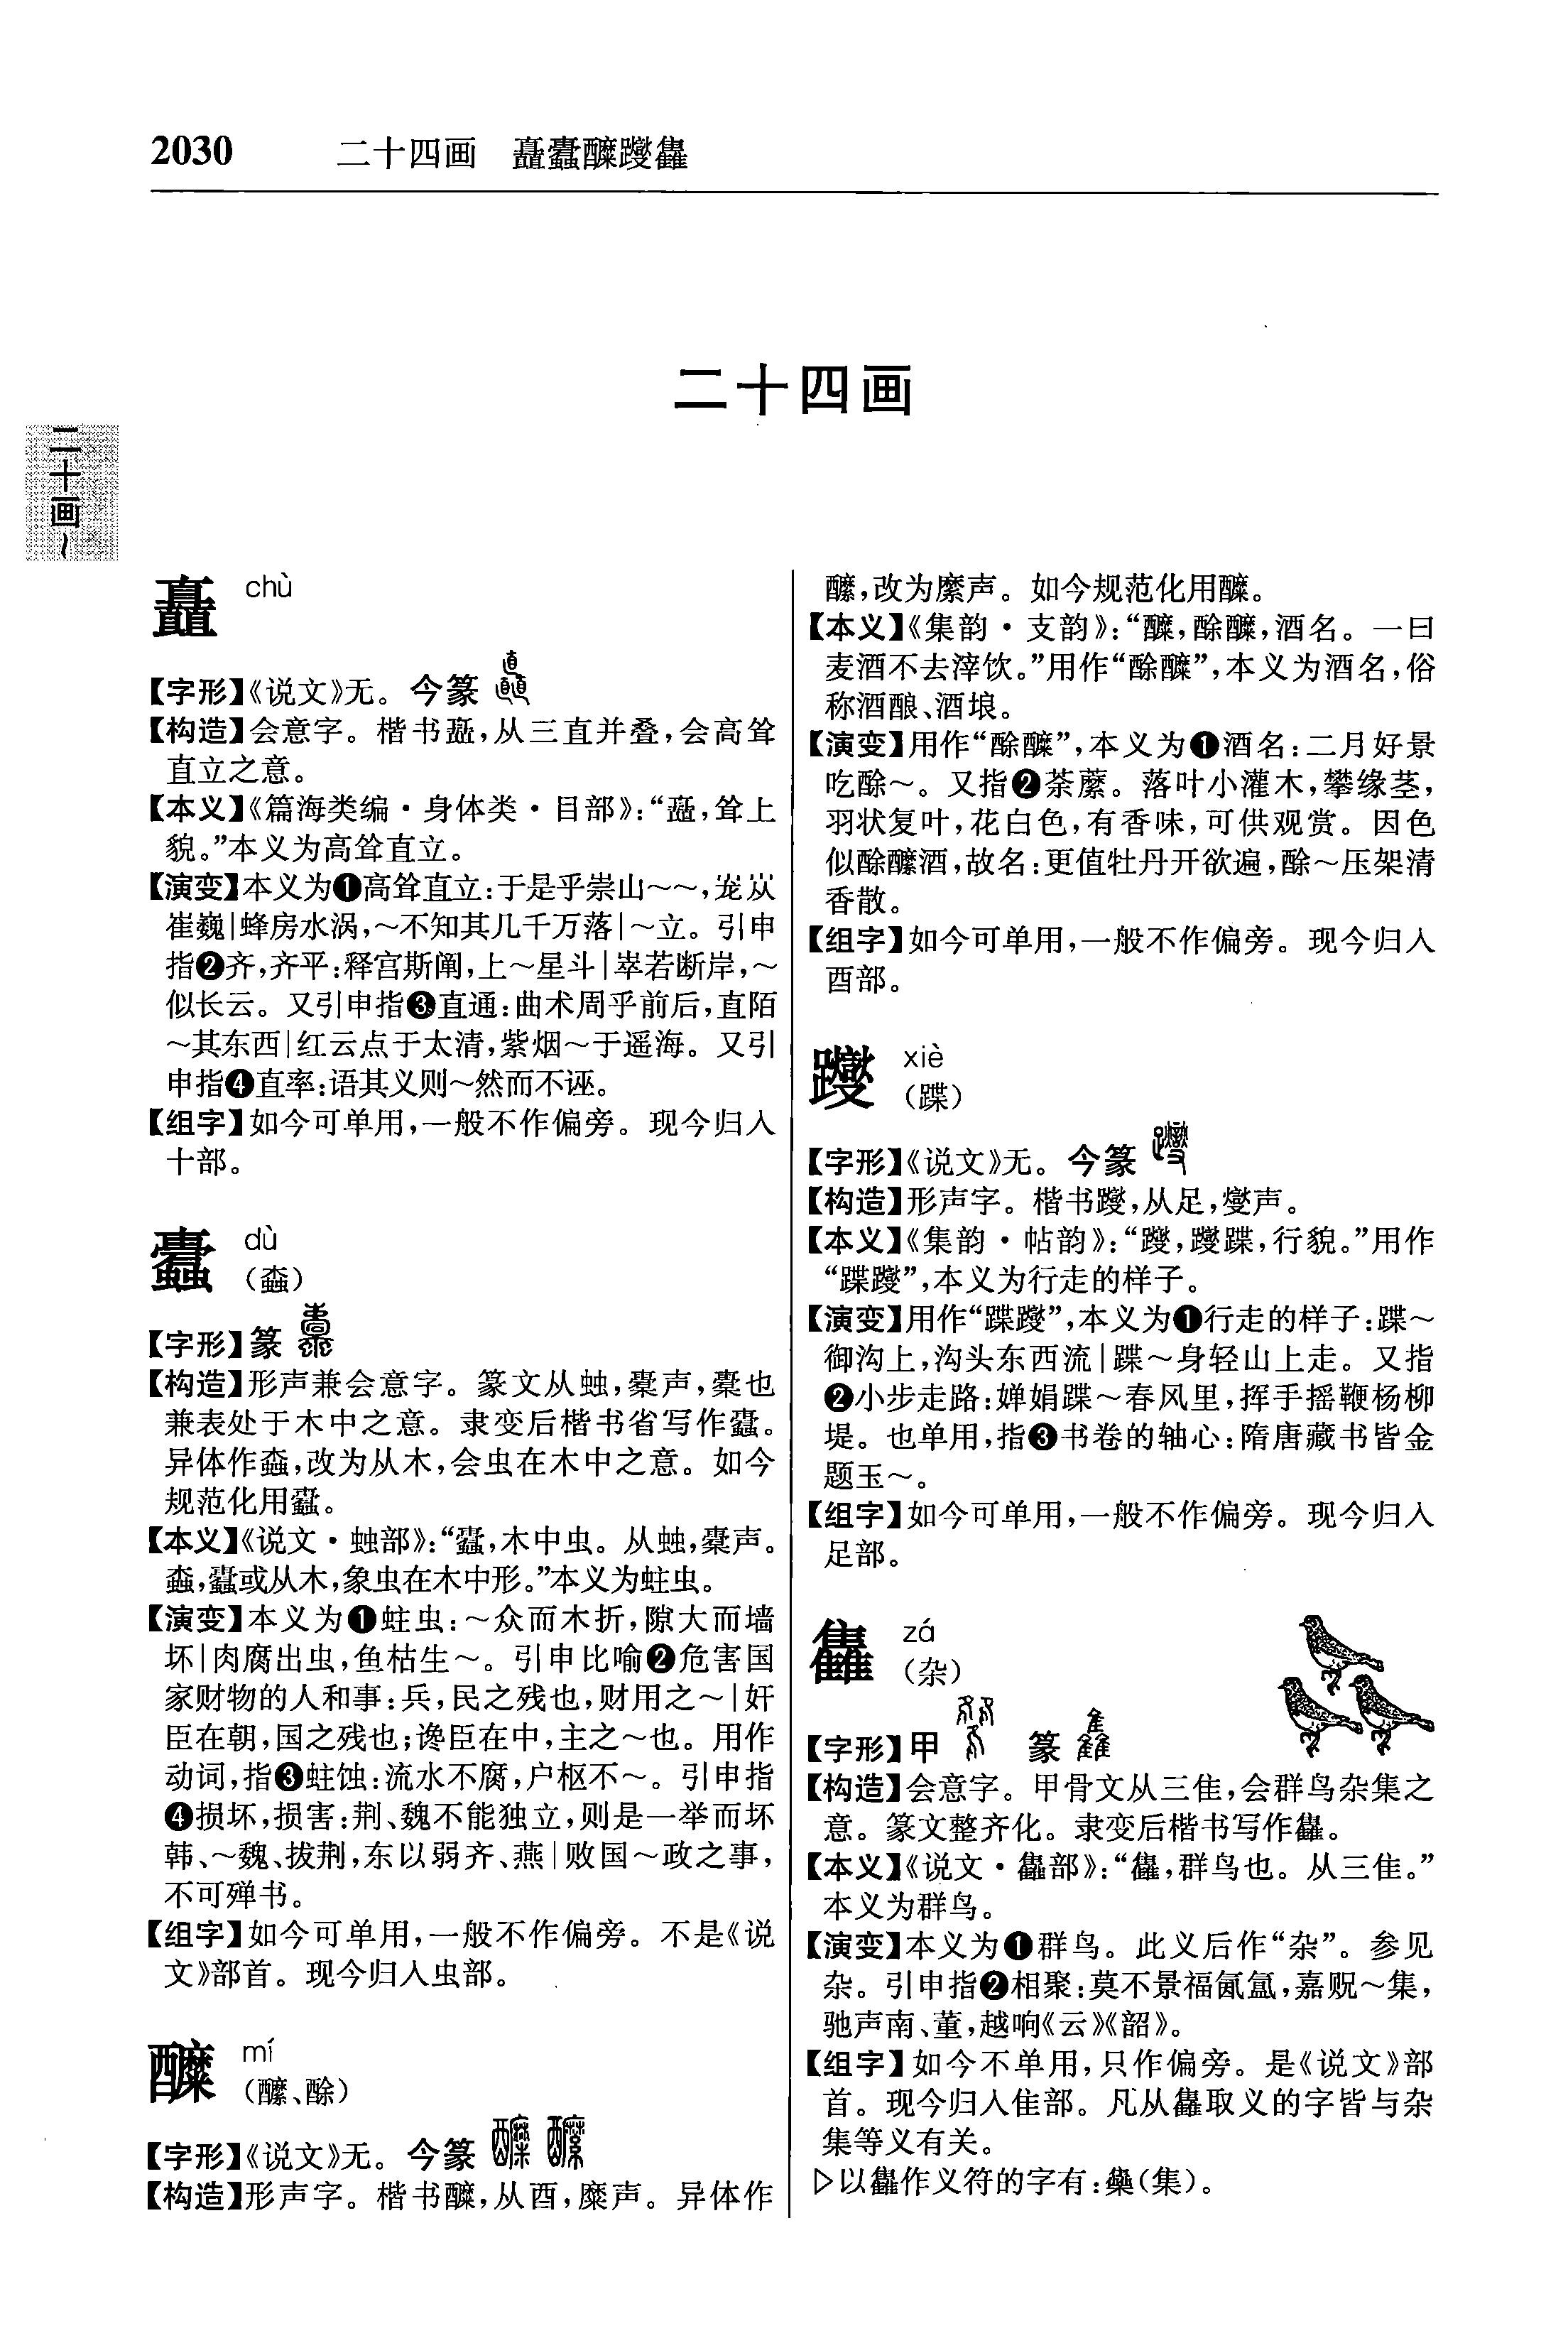 2030 二十四画 矗蠹醾躞雥
二十四画
二十画～
矗 chù
【字形】《说文》无。今篆
【构造】会意字。楷书矗,从三直并叠,会高耸
直立之意。
【本义】《篇海类编·身体类·目部》:“矗,耸上
貌。”本义为高耸直立。
【演变】本义为❶高耸直立:于是乎崇山～～,巃嵸
崔巍|蜂房水涡,～不知其几千万落|～立。引申
指❷齐,齐平:释宫斯阐,上～星斗|崒若断岸,～
似长云。又引申指❸直通:曲术周乎前后,直陌
～其东西|红云点于太清,紫烟～于遥海。又引
申指❹直率:语其义则～然而不诬。
【组字】如今可单用,一般不作偏旁。现今归入
十部。
蠹 dù
(螙)
【字形】篆
【构造】形声兼会意字。篆文从䖵,橐声,橐也
兼表处于木中之意。隶变后楷书省写作蠹。
异体作螙,改为从木,会虫在木中之意。如今
规范化用蠹。
【本义】《说文·䖵部》:“蠹,木中虫。从䖵,橐声。
螙,蠹或从木,象虫在木中形。”本义为蛀虫。
【演变】本义为❶蛀虫:～众而木折,隙大而墙
坏|肉腐出虫,鱼枯生～。引申比喻❷危害国
家财物的人和事:兵,民之残也,财用之～|奸
臣在朝,国之残也;谗臣在中,主之～也。用作
动词,指❸蛀蚀:流水不腐,户枢不～。引申指
❹损坏,损害:荆、魏不能独立,则是一举而坏
韩、～魏、拔荆,东以弱齐、燕|败国～政之事,
不可殚书。
【组字】如今可单用,一般不作偏旁。不是《说
文》部首。现今归入虫部。
醾 mí
(醿、酴)
【字形】《说文》无。今篆
【构造】形声字。楷书醾,从酉,糜声。异体作
醿,改为縻声。如今规范化用醾。
【本义】《集韵·支韵》:“醾,酴醾,酒名。一曰
麦酒不去滓饮。”用作“酴醾”,本义为酒名,俗
称酒酿、酒埌。
【演变】用作“酴醾”,本义为❶酒名:二月好景
吃酴～。又指❷荼蘼。落叶小灌木,攀缘茎,
羽状复叶,花白色,有香味,可供观赏。因色
似酴醾酒,故名:更值牡丹开欲遍,酴～压架清
香散。
【组字】如今可单用,一般不作偏旁。现今归入
酉部。
躞 xiè
(蹀)
【字形】《说文》无。今篆
【构造】形声字。楷书躞,从足,燮声。
【本义】《集韵·帖韵》:“躞,躞蹀,行貌。”用作
“蹀躞”,本义为行走的样子。
【演变】用作“蹀躞”,本义为❶行走的样子:蹀～
御沟上,沟头东西流|蹀～身轻山上走。又指
❷小步走路:婵娟蹀～春风里,挥手摇鞭杨柳
堤。也单用,指❸书卷的轴心:隋唐藏书皆金
题玉～。
【组字】如今可单用,一般不作偏旁。现今归入
足部。
雥 zá
(杂)
【字形】甲 篆
【构造】会意字。甲骨文从三隹,会群鸟杂集之
意。篆文整齐化。隶变后楷书写作雥。
【本义】《说文·雥部》:“雥,群鸟也。从三隹。”
本义为群鸟。
【演变】本义为❶群鸟。此义后作“杂”。参见
杂。引申指❷相聚:莫不景福氤氲,嘉贶～集,
驰声南、董,越响《云》《韶》。
【组字】如今不单用,只作偏旁。是《说文》部
首。现今归入隹部。凡从雥取义的字皆与杂
集等义有关。
▷以雥作义符的字有:雧(集)。